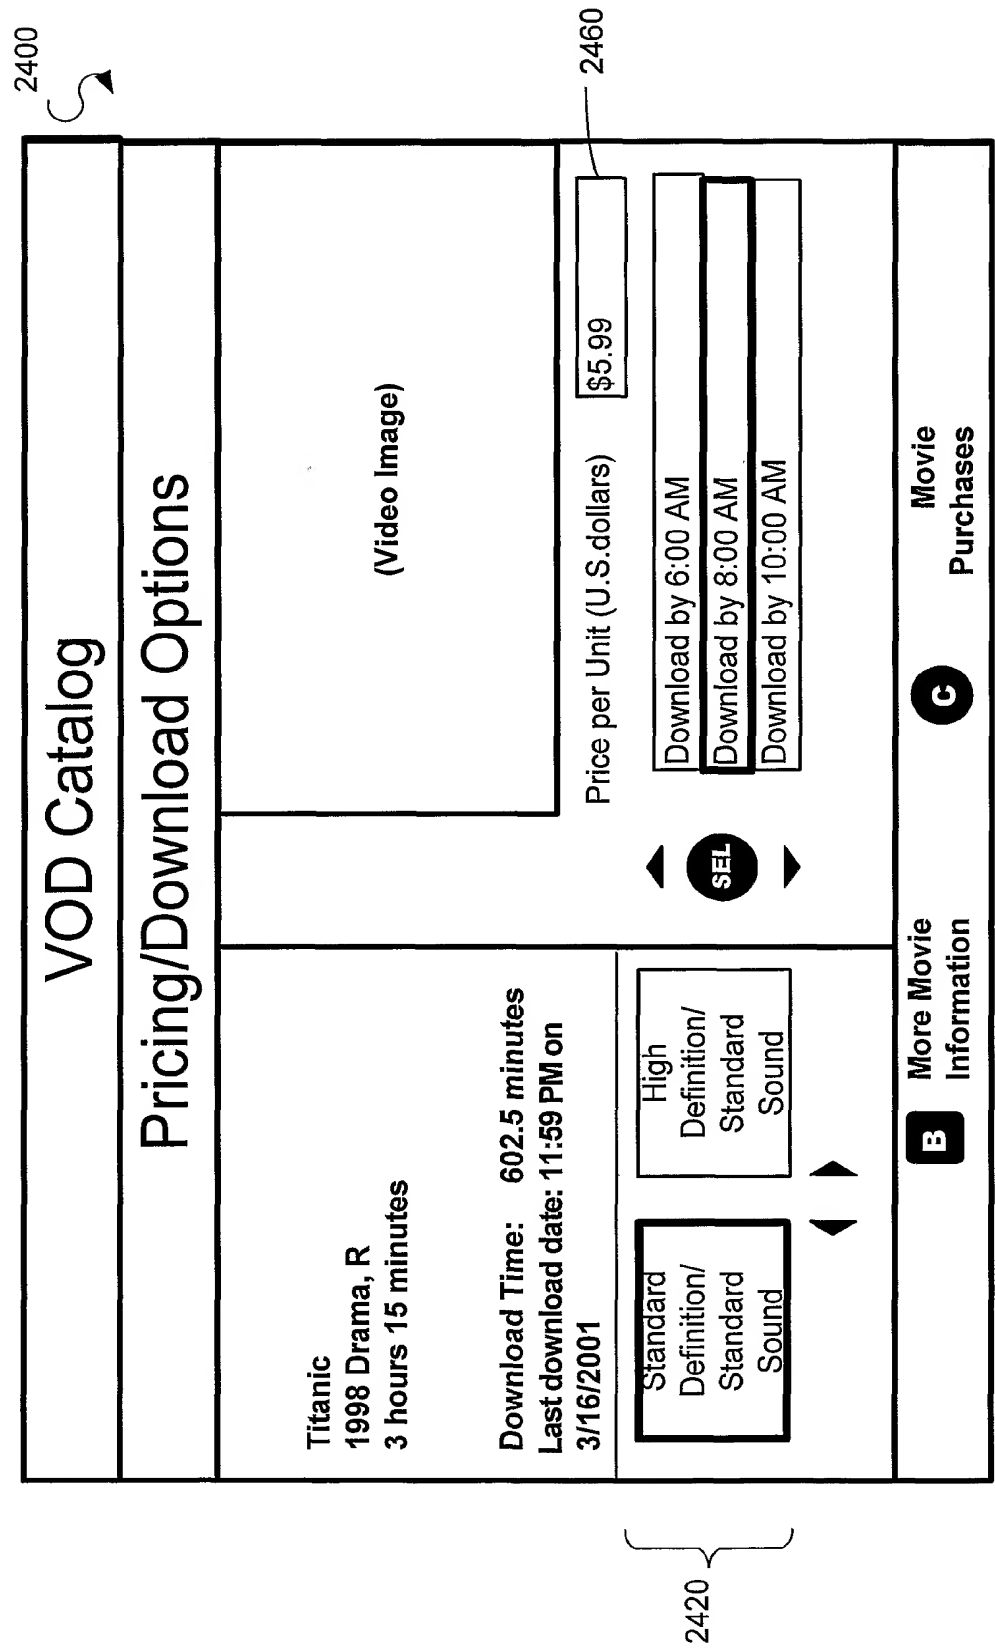 2400
VOD Catalog
Pricing/Download Options
Titanic
1998 Drama, R
3 hours 15 minutes
Download Time: 602.5 minutes
Last download date: 11:59 PM on
3/16/2001
(Video Image)
2460
Price per Unit (U.S.dollars)
$5.99
Download by 6:00 AM
Download by 8:00 AM
Download by 10:00 AM
SEL
2420
Standard
Definition/
Standard
Sound
High
Definition/
Standard
Sound
B
More Movie
Information
C
Movie
Purchases